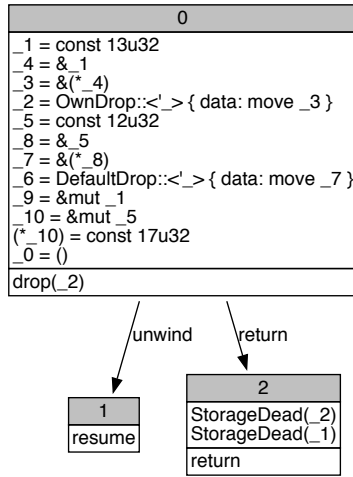 0
_1 = const 13u32
_4 = &_1
_3 = &(*_4)
_2 = OwnDrop::<'_> { data: move _3 }
_5 = const 12u32
_8 = &_5
_7 = &(*_8)
_6 = DefaultDrop::<'_> { data: move _7 }
_9 = &mut _1
_10 = &mut _5
(*_10) = const 17u32
_0 = ()
drop(_2)
unwind
return
1
resume
2
StorageDead(_2)
StorageDead(_1)
return